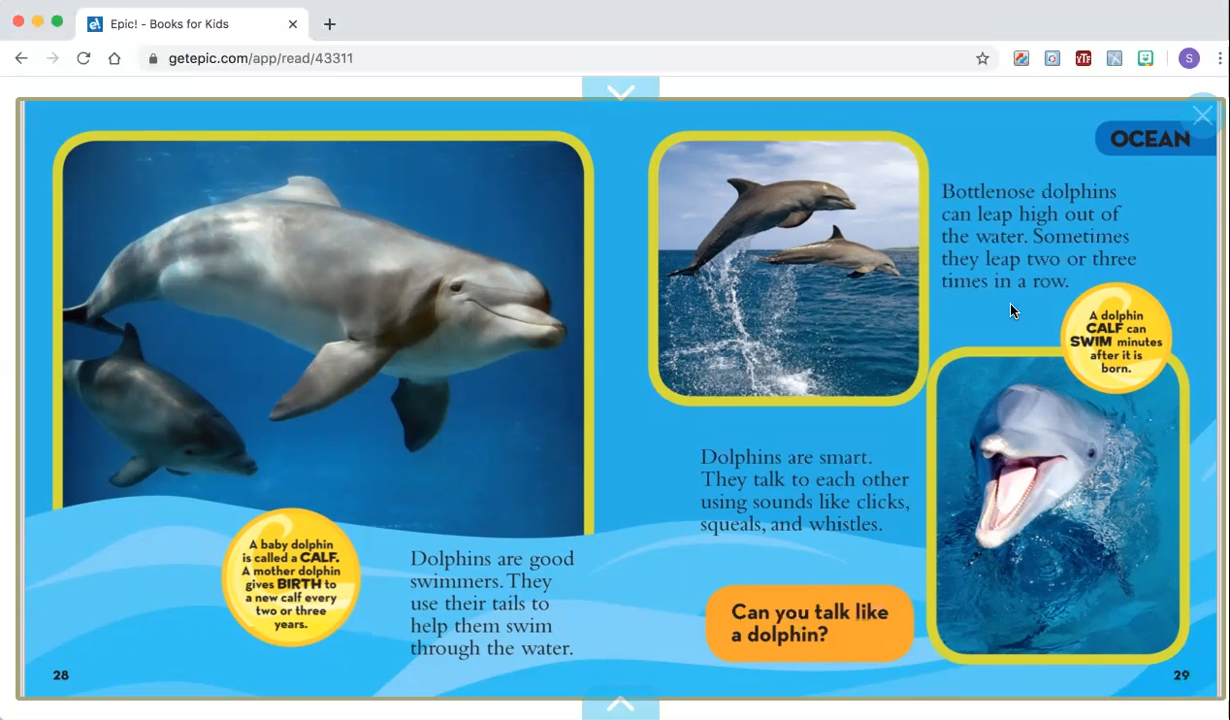 Epic! - Books for Kids
getepic.com/app/read/43311
YTF
S
A baby dolphin
is called a CALF.
A mother dolphin
gives BIRTH to
a new calf every
two or three
years.
Dolphins are good
swimmers. They
use their tails to
help them swim
through the water.
28
OCEAN
Bottlenose dolphins
can leap high out of
the water. Sometimes
they leap two or three
times in a row.
A dolphin
CALF can
SWIM minutes
after it is
born.
Dolphins are smart.
They talk to each other
using sounds like clicks,
squeals, and whistles.
Can you talk like
a dolphin?
29